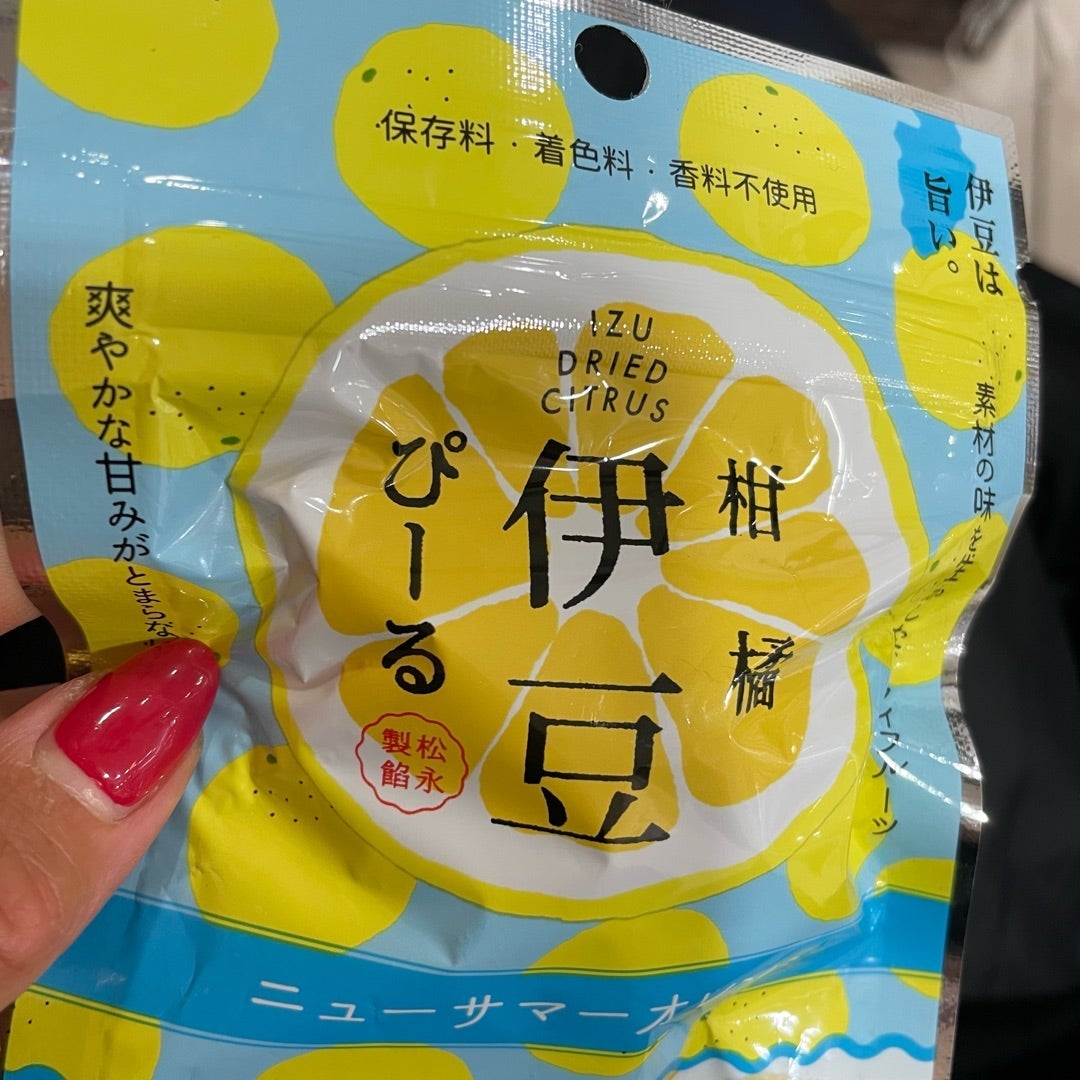 保存料・着色料・香料不使用
伊豆は
旨い。
IZU
DRIED
CITRUS
柑橘
伊豆
ぴーる
松永
製餡
素材の味を
爽やかな甘みがとまらな
ニューサマーオ